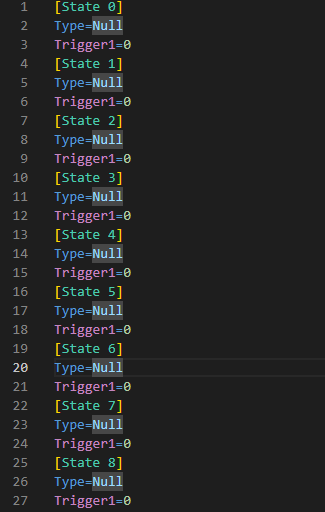 1 [State 0]
2 Type=Null
3 Trigger1=0
4 [State 1]
5 Type=Null
6 Trigger1=0
7 [State 2]
8 Type=Null
9 Trigger1=0
10 [State 3]
11 Type=Null
12 Trigger1=0
13 [State 4]
14 Type=Null
15 Trigger1=0
16 [State 5]
17 Type=Null
18 Trigger1=0
19 [State 6]
20 Type=Null
21 Trigger1=0
22 [State 7]
23 Type=Null
24 Trigger1=0
25 [State 8]
26 Type=Null
27 Trigger1=0